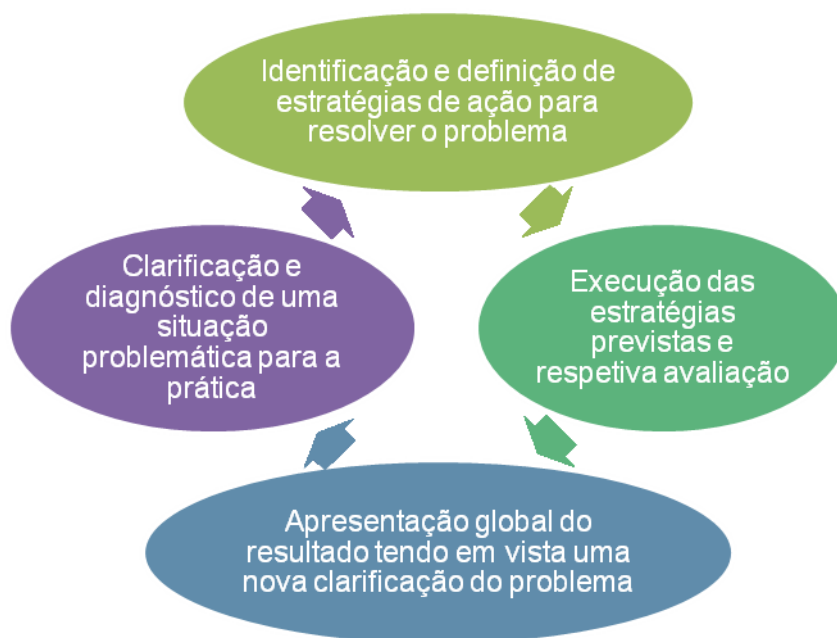 Identificação e definição de
estratégias de ação para
resolver o problema
Clarificação e
diagnóstico de uma
situação
problemática para a
prática
Execução das
estratégias
previstas e
respetiva avaliação
Apresentação global do
resultado tendo em vista uma
nova clarificação do problema